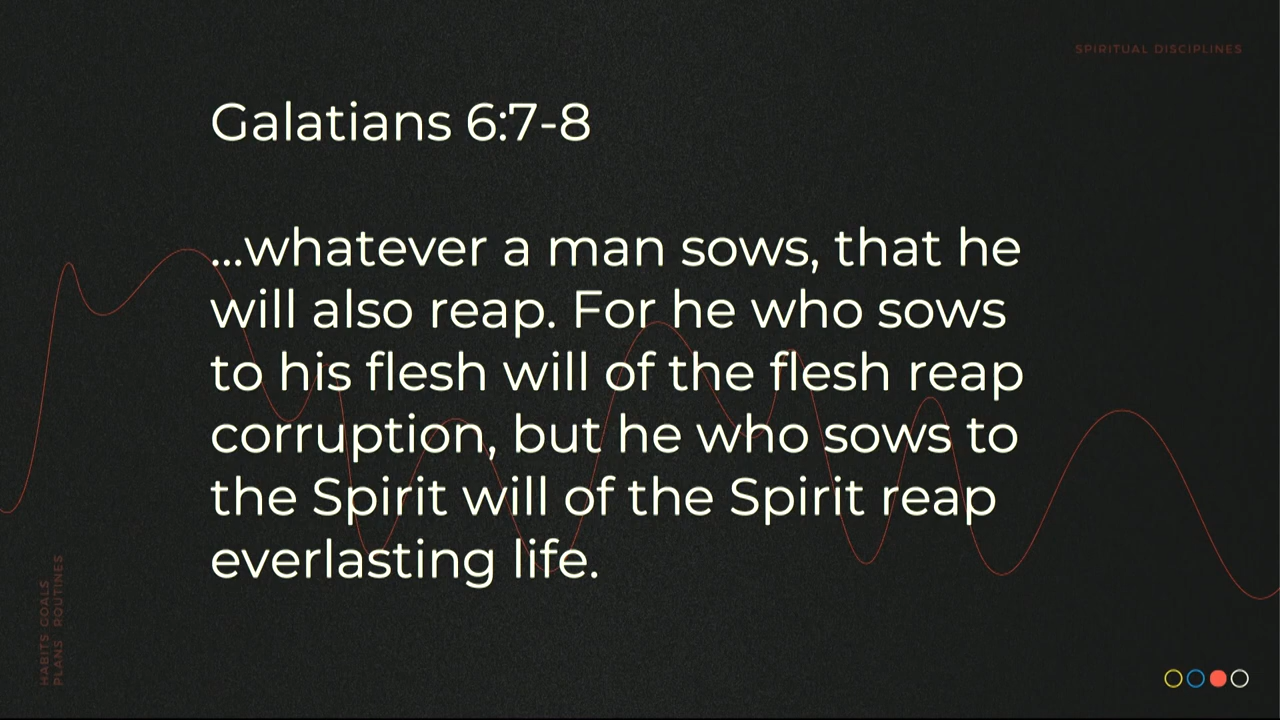 SPIRITUAL DISCIPLINES
Galatians 6:7-8
...whatever a man sows, that he
will also reap. For he who sows
to his flesh will of the flesh reap
corruption, but he who sows to
the Spirit will of the Spirit reap
everlasting life.
HABITS GOALS
PLANS ROUTINES